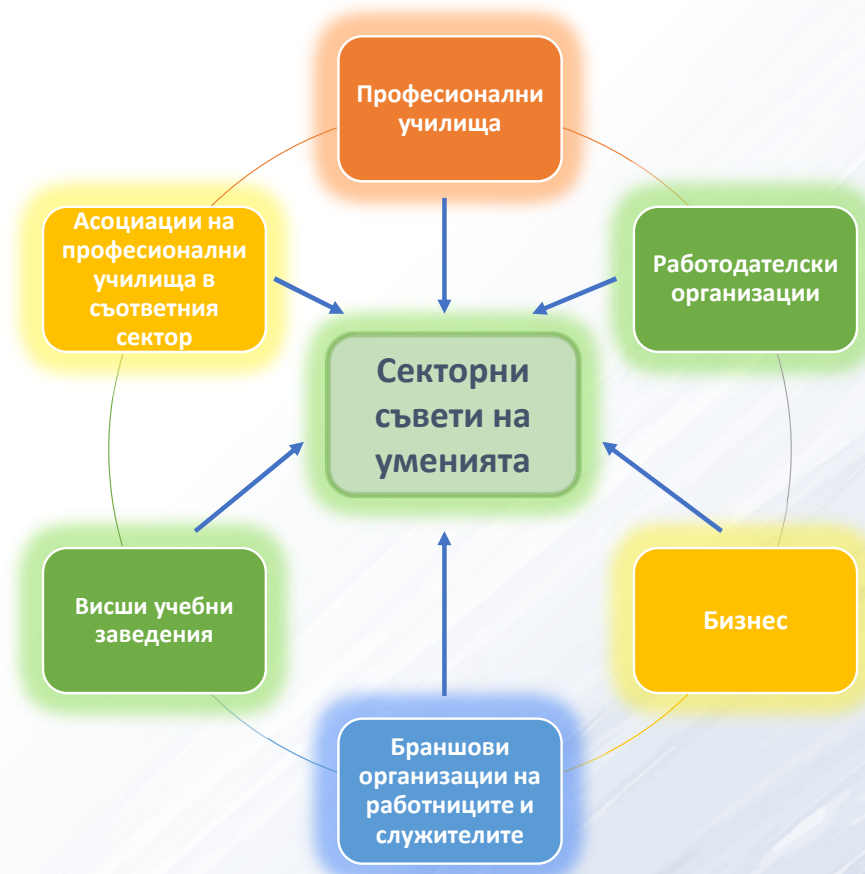 Професионални
училища
Асоциации на
професионални
училища в
съответния
сектор
Работодателски
организации
Секторни
съвети на
уменията
Висши учебни
заведения
Бизнес
Браншови
организации на
работниците и
служителите